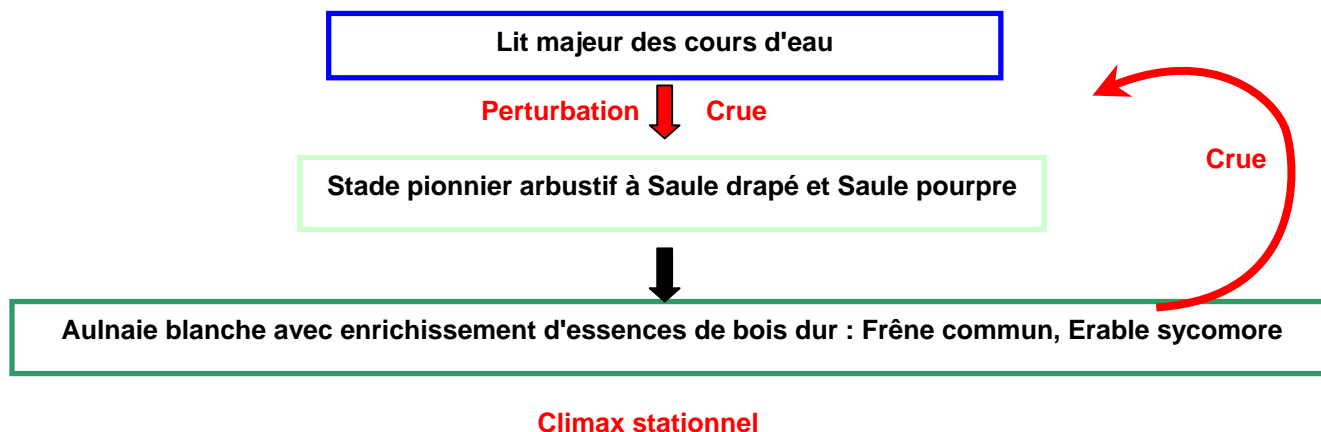 Lit majeur des cours d'eau
Perturbation Crue
Crue
Stade pionnier arbustif à Saule drapé et Saule pourpre
Aulnaie blanche avec enrichissement d'essences de bois dur : Frêne commun, Erable sycomore
Climax stationnel